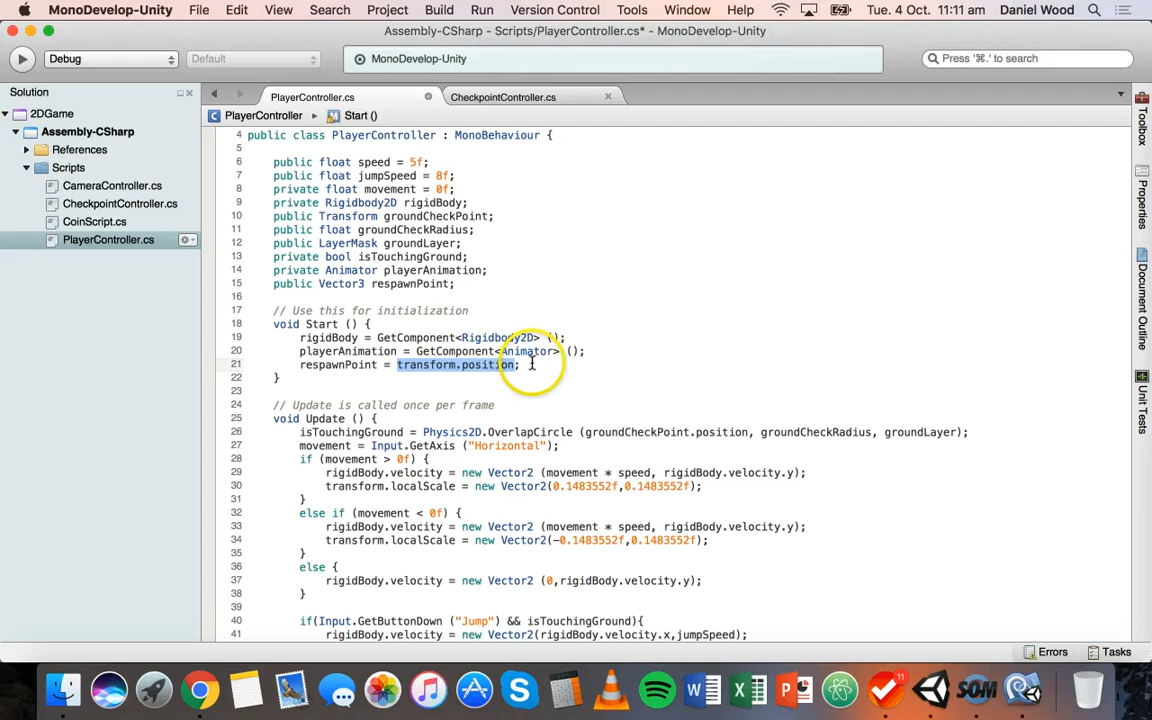 MonoDevelop-Unity File Edit View Search Project Build Run Version Control Tools Window Help Tue. 4 Oct. 11:11 am Daniel Wood
Assembly-CSharp - Scripts/PlayerController.cs* - MonoDevelop-Unity
Debug Default MonoDevelop-Unity Press '⌘.' to search
Solution
PlayerController.cs CheckpointController.cs
2DGame
Assembly-CSharp
References
Scripts
CameraController.cs
CheckpointController.cs
CoinScript.cs
PlayerController.cs
PlayerController Start ()
4 public class PlayerController : MonoBehaviour {
5
6 public float speed = 5f;
7 public float jumpSpeed = 8f;
8 private float movement = 0f;
9 private Rigidbody2D rigidBody;
10 public Transform groundCheckPoint;
11 public float groundCheckRadius;
12 public LayerMask groundLayer;
13 private bool isTouchingGround;
14 private Animator playerAnimation;
15 public Vector3 respawnPoint;
16
17 // Use this for initialization
18 void Start () {
19 rigidBody = GetComponent<Rigidbody2D> ();
20 playerAnimation = GetComponent<Animator> ();
21 respawnPoint = transform.position;
22 }
23
24 // Update is called once per frame
25 void Update () {
26 isTouchingGround = Physics2D.OverlapCircle (groundCheckPoint.position, groundCheckRadius, groundLayer);
27 movement = Input.GetAxis ("Horizontal");
28 if (movement > 0f) {
29 rigidBody.velocity = new Vector2 (movement * speed, rigidBody.velocity.y);
30 transform.localScale = new Vector2(0.1483552f,0.1483552f);
31 }
32 else if (movement < 0f) {
33 rigidBody.velocity = new Vector2 (movement * speed, rigidBody.velocity.y);
34 transform.localScale = new Vector2(-0.1483552f,0.1483552f);
35 }
36 else {
37 rigidBody.velocity = new Vector2 (0,rigidBody.velocity.y);
38 }
39
40 if(Input.GetButtonDown ("Jump") && isTouchingGround){
41 rigidBody.velocity = new Vector2(rigidBody.velocity.x,jumpSpeed);
Toolbox
Properties
Document Outline
Unit Tests
Errors Tasks
11
SOM